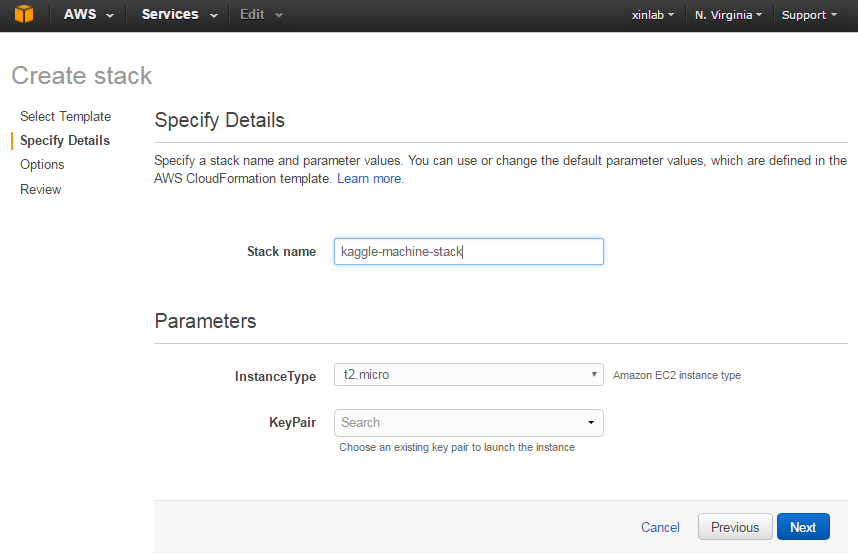 AWS Services Edit xinlab N. Virginia Support
Create stack
Select Template
Specify Details
Options
Review
Specify Details
Specify a stack name and parameter values. You can use or change the default parameter values, which are defined in the
AWS CloudFormation template. Learn more.
Stack name kaggle-machine-stack
Parameters
InstanceType t2.micro Amazon EC2 instance type
KeyPair Search
Choose an existing key pair to launch the instance
Cancel Previous Next